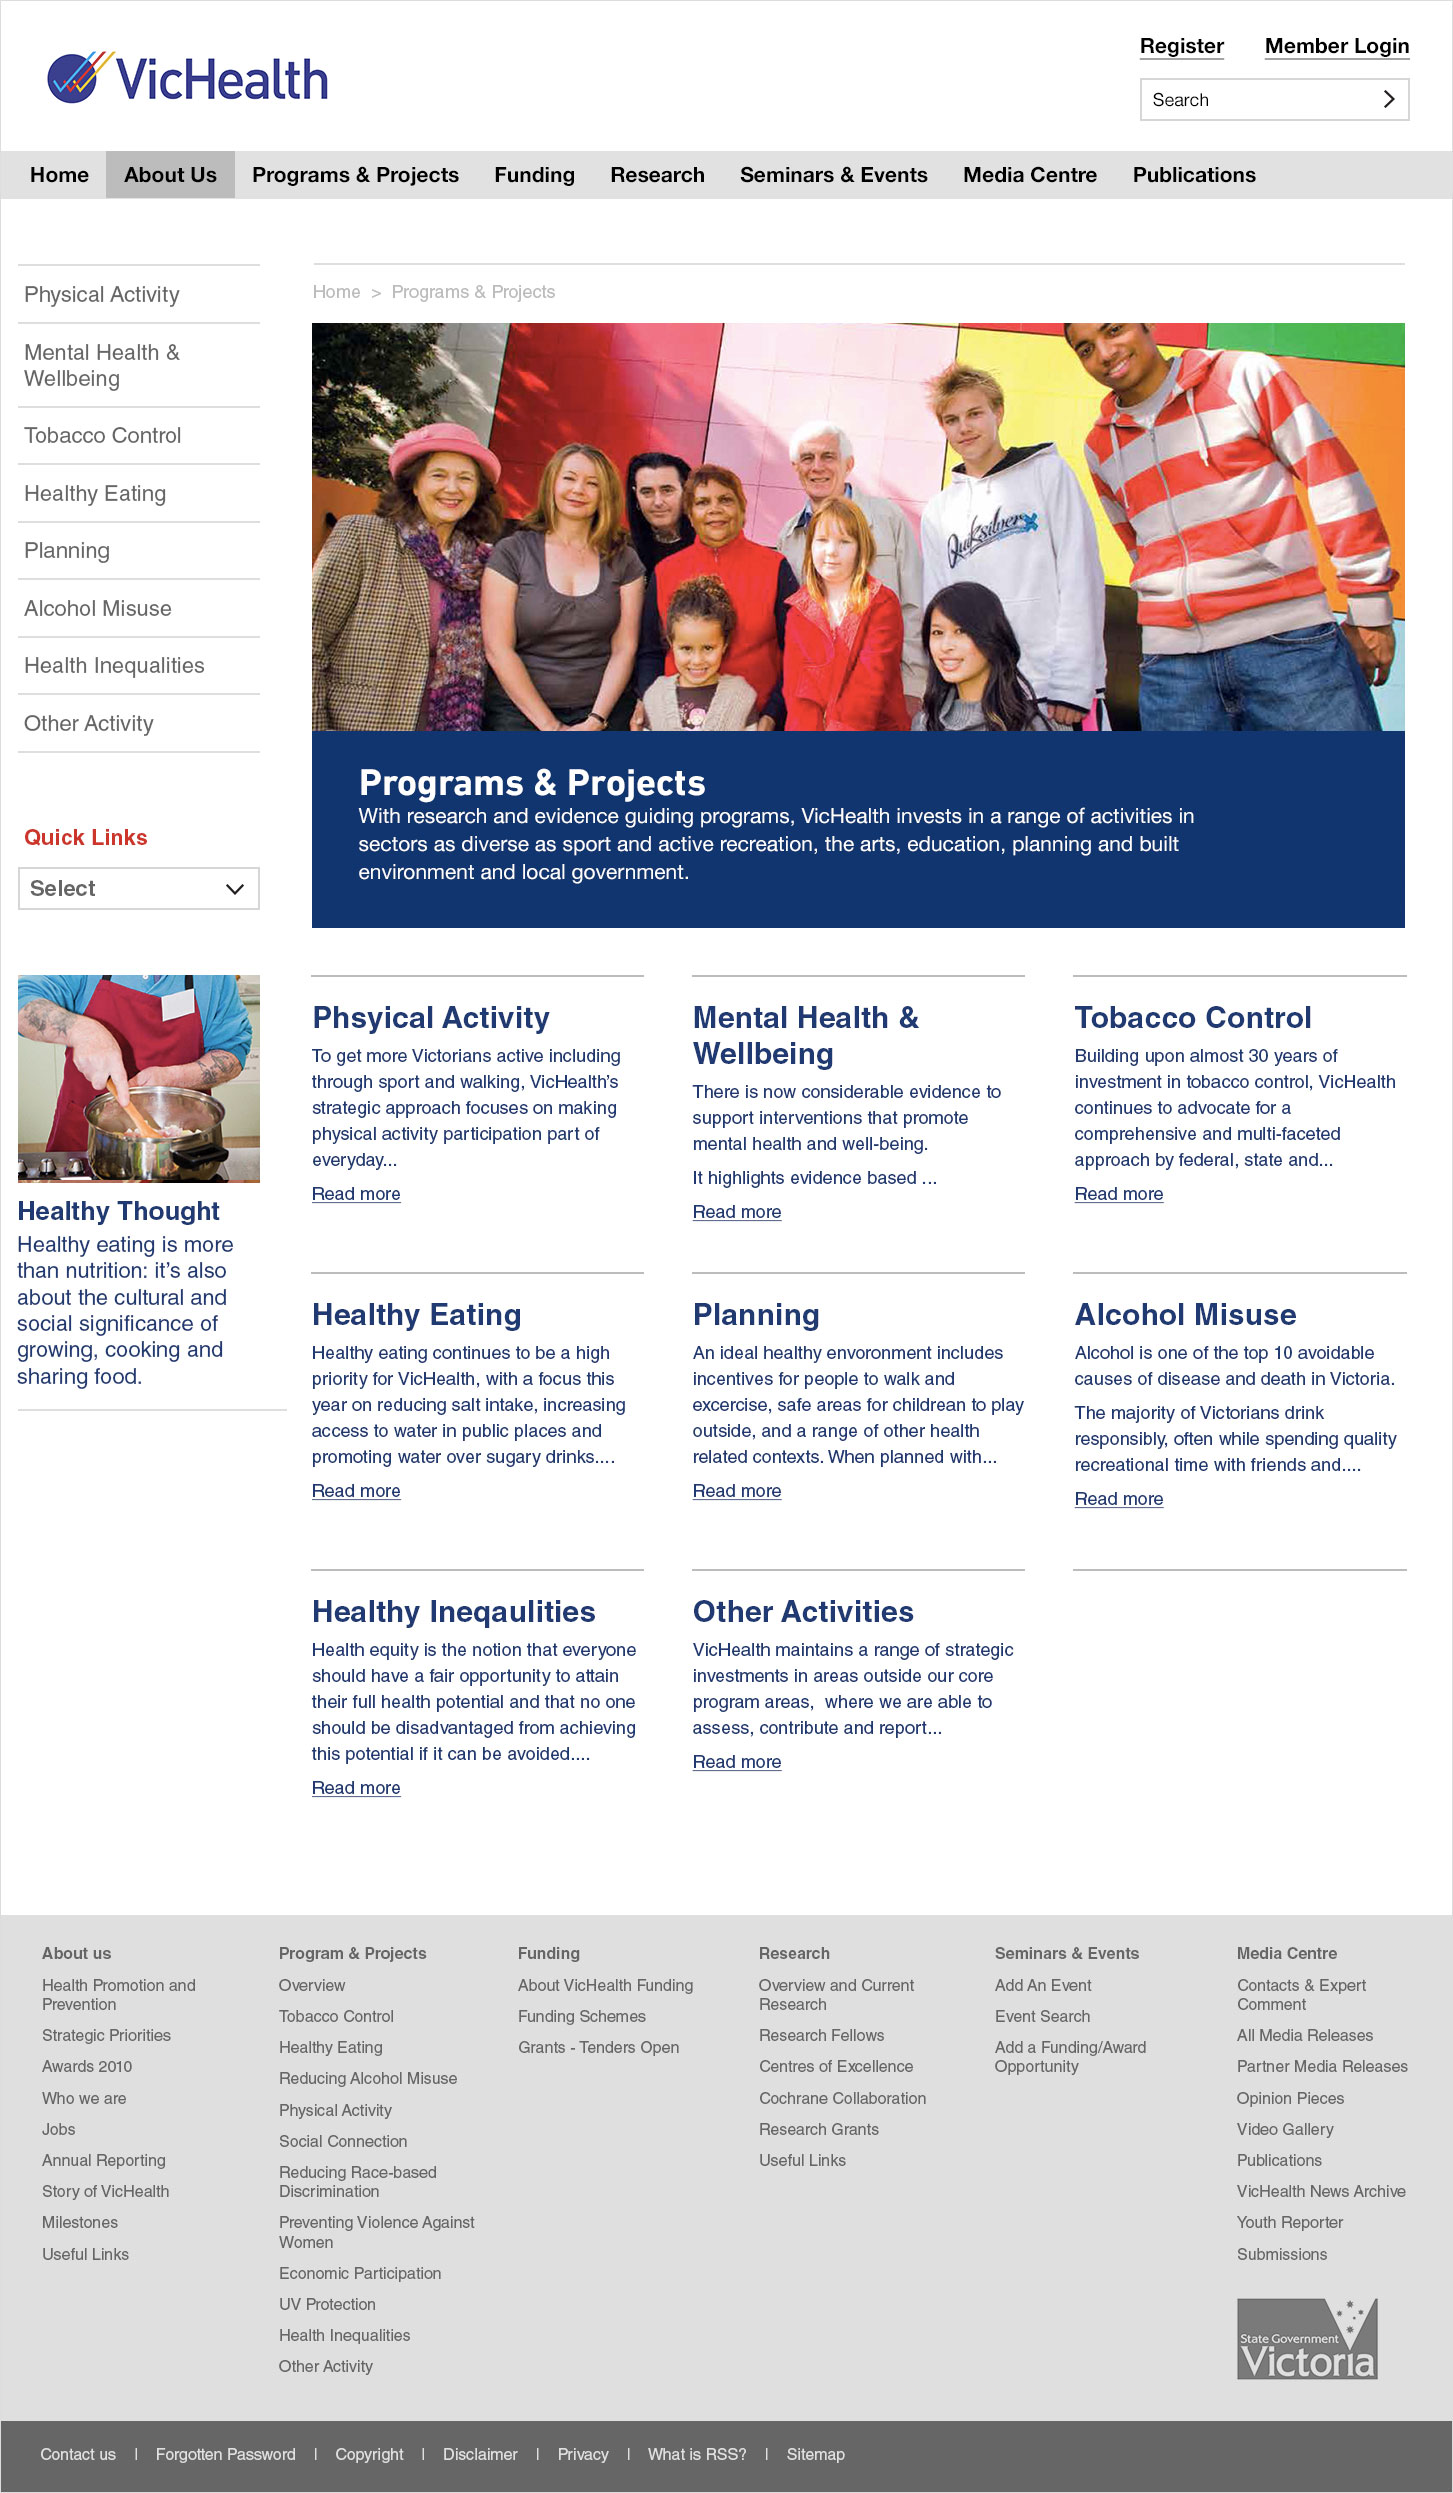 VicHealth
Register Member Login
Search
Home About Us Programs & Projects Funding Research Seminars & Events Media Centre Publications
Physical Activity
Mental Health &
Wellbeing
Tobacco Control
Healthy Eating
Planning
Alcohol Misuse
Health Inequalities
Other Activity
Quick Links
Select
Healthy Thought
Healthy eating is more
than nutrition: it's also
about the cultural and
social significance of
growing, cooking and
sharing food.
Home > Programs & Projects
Quiksilver
Programs & Projects
With research and evidence guiding programs, VicHealth invests in a range of activities in
sectors as diverse as sport and active recreation, the arts, education, planning and built
environment and local government.
Phsyical Activity
To get more Victorians active including
through sport and walking, VicHealth's
strategic approach focuses on making
physical activity participation part of
everyday...
Read more
Mental Health &
Wellbeing
There is now considerable evidence to
support interventions that promote
mental health and well-being.
It highlights evidence based ...
Read more
Tobacco Control
Building upon almost 30 years of
investment in tobacco control, VicHealth
continues to advocate for a
comprehensive and multi-faceted
approach by federal, state and...
Read more
Healthy Eating
Healthy eating continues to be a high
priority for VicHealth, with a focus this
year on reducing salt intake, increasing
access to water in public places and
promoting water over sugary drinks....
Read more
Planning
An ideal healthy envoronment includes
incentives for people to walk and
excercise, safe areas for childrean to play
outside, and a range of other health
related contexts. When planned with...
Read more
Alcohol Misuse
Alcohol is one of the top 10 avoidable
causes of disease and death in Victoria.
The majority of Victorians drink
responsibly, often while spending quality
recreational time with friends and....
Read more
Healthy Ineqaulities
Health equity is the notion that everyone
should have a fair opportunity to attain
their full health potential and that no one
should be disadvantaged from achieving
this potential if it can be avoided....
Read more
Other Activities
VicHealth maintains a range of strategic
investments in areas outside our core
program areas,  where we are able to
assess, contribute and report...
Read more
About us
Health Promotion and
Prevention
Strategic Priorities
Awards 2010
Who we are
Jobs
Annual Reporting
Story of VicHealth
Milestones
Useful Links
Program & Projects
Overview
Tobacco Control
Healthy Eating
Reducing Alcohol Misuse
Physical Activity
Social Connection
Reducing Race-based
Discrimination
Preventing Violence Against
Women
Economic Participation
UV Protection
Health Inequalities
Other Activity
Funding
About VicHealth Funding
Funding Schemes
Grants - Tenders Open
Research
Overview and Current
Research
Research Fellows
Centres of Excellence
Cochrane Collaboration
Research Grants
Useful Links
Seminars & Events
Add An Event
Event Search
Add a Funding/Award
Opportunity
Media Centre
Contacts & Expert
Comment
All Media Releases
Partner Media Releases
Opinion Pieces
Video Gallery
Publications
VicHealth News Archive
Youth Reporter
Submissions
State Government
Victoria
Contact us | Forgotten Password | Copyright | Disclaimer | Privacy | What is RSS? | Sitemap